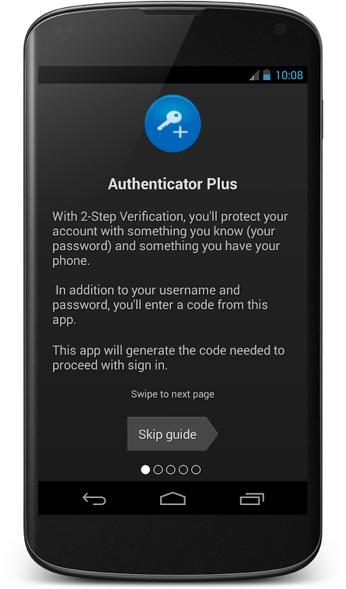 10:08
Authenticator Plus
With 2-Step Verification, you'll protect your
account with something you know (your
password) and something you have your
phone.
In addition to your username and
password, you'll enter a code from this
app.
This app will generate the code needed to
proceed with sign in.
Swipe to next page
Skip guide